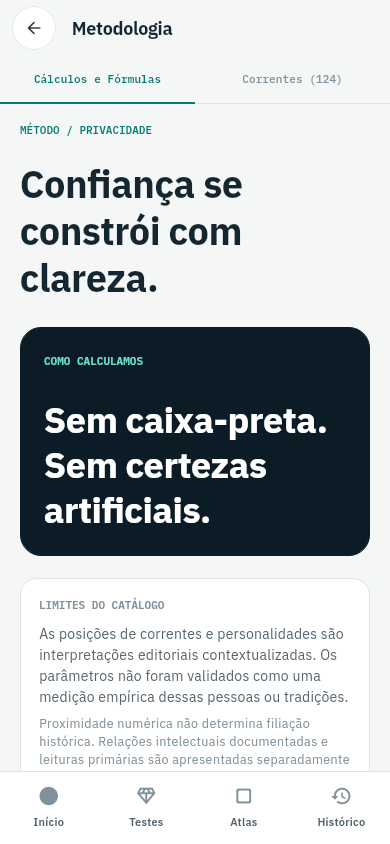 Metodologia
Cálculos e Fórmulas
Correntes (124)
MÉTODO / PRIVACIDADE
Confiança se
constrói com
clareza.
COMO CALCULAMOS
Sem caixa-preta.
Sem certezas
artificiais.
LIMITES DO CATÁLOGO
As posições de correntes e personalidades são
interpretações editoriais contextualizadas. Os
parâmetros não foram validados como uma
medição empírica dessas pessoas ou tradições.
Proximidade numérica não determina filiação
histórica. Relações intelectuais documentadas e
leituras primárias são apresentadas separadamente
Início
Testes
Atlas
Histórico